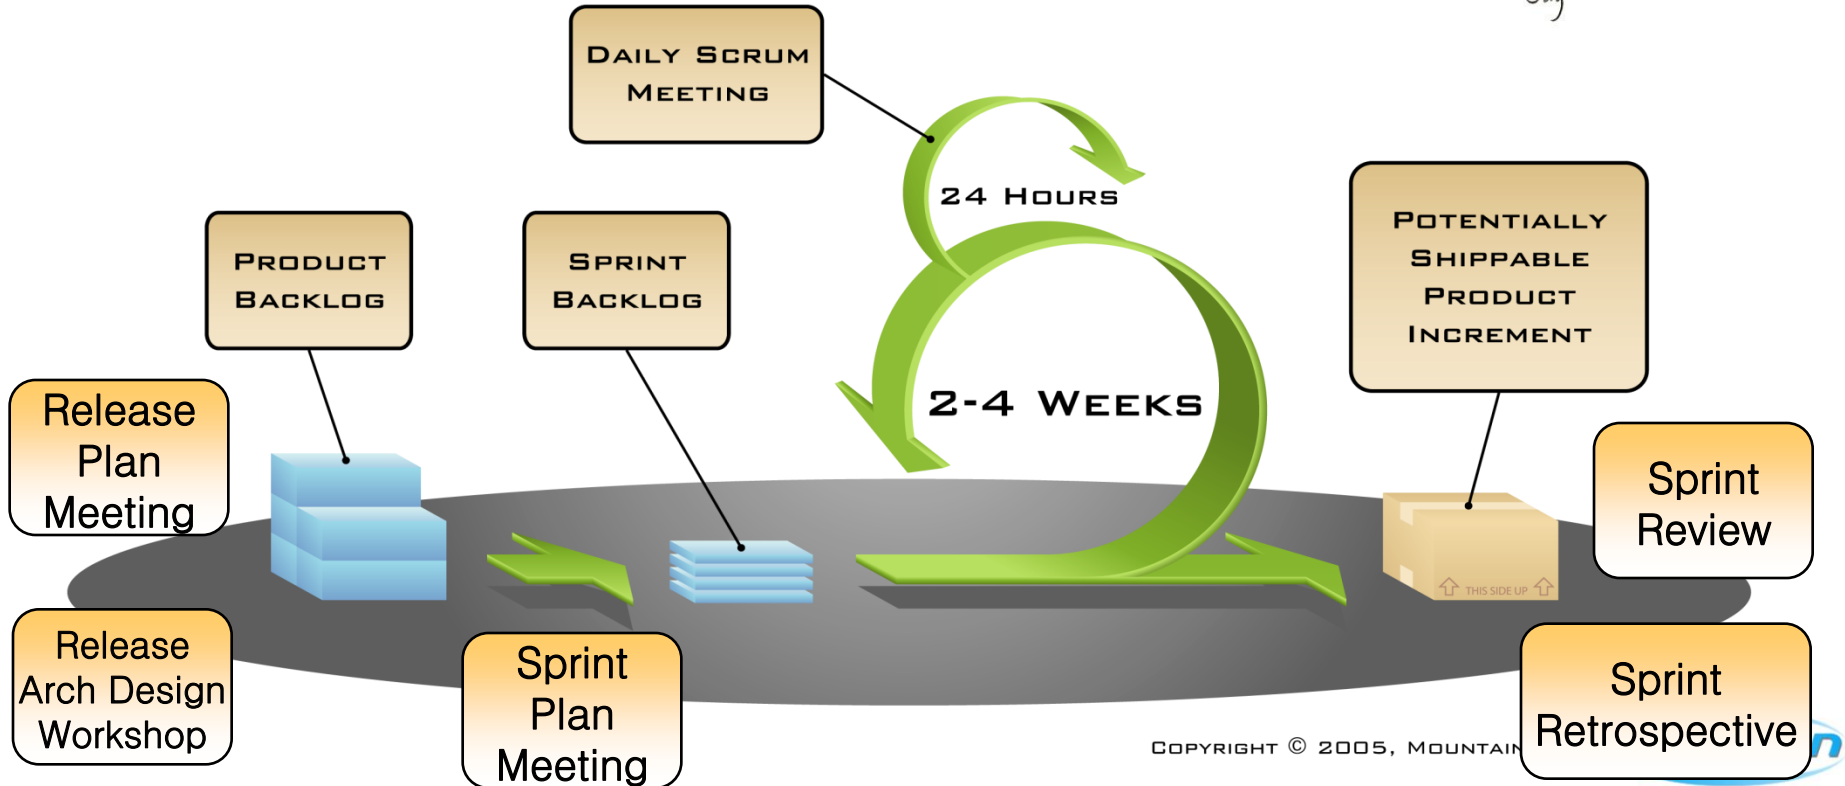 DAILY SCRUM
MEETING
24 HOURS
PRODUCT
BACKLOG
SPRINT
BACKLOG
POTENTIALLY
SHIPPABLE
PRODUCT
INCREMENT
2-4 WEEKS
Release
Plan
Meeting
Sprint
Review
THIS SIDE UP
Release
Arch Design
Workshop
Sprint
Plan
Meeting
Sprint
Retrospective
COPYRIGHT © 2005, MOUNTAIN